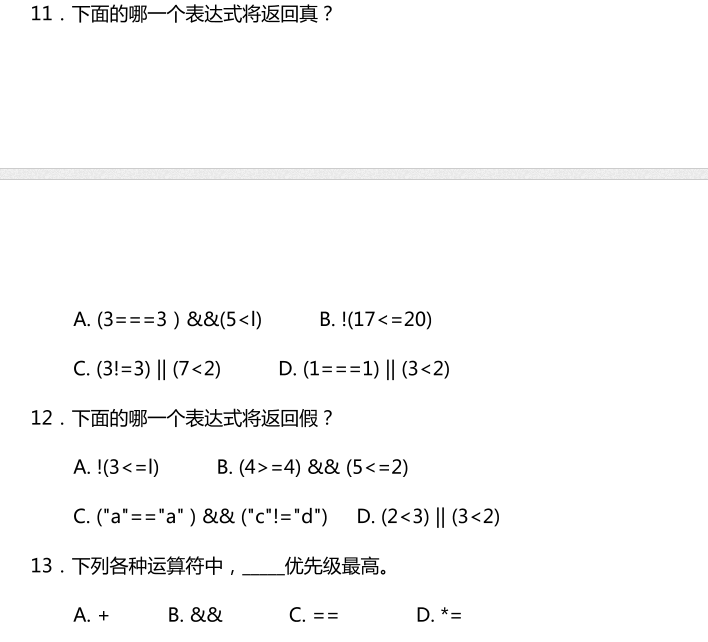 11．下面的哪一个表达式将返回真？
A. (3===3 ) &&(5<l) B. !(17<=20)
C. (3!=3) || (7<2) D. (1===1) || (3<2)
12．下面的哪一个表达式将返回假？
A. !(3<=l) B. (4>=4) && (5<=2)
C. ("a"=="a" ) && ("c"!="d") D. (2<3) || (3<2)
13．下列各种运算符中，_____优先级最高。
A. + B. && C. == D. *=